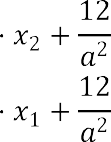 · x₂ + 12/a²
· x₁ + 12/a²